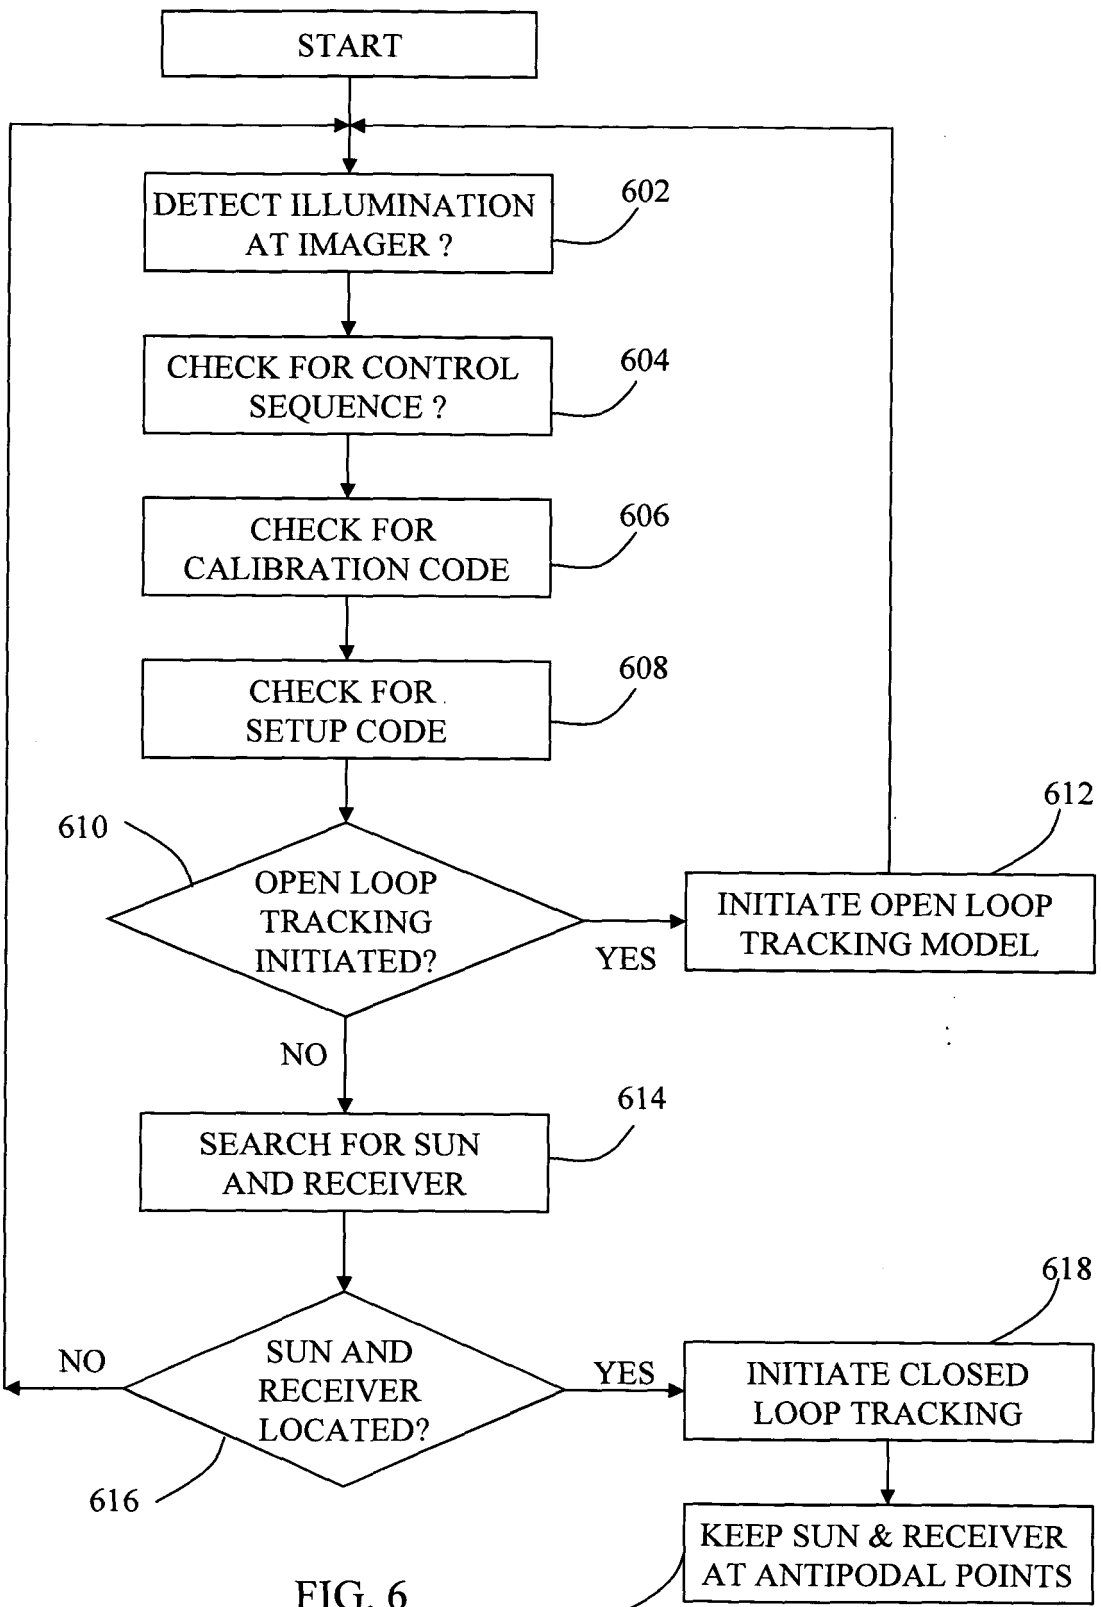 START
DETECT ILLUMINATION
AT IMAGER ?
602
CHECK FOR CONTROL
SEQUENCE ?
604
CHECK FOR
CALIBRATION CODE
606
CHECK FOR
SETUP CODE
608
610
OPEN LOOP
TRACKING
INITIATED?
YES
612
INITIATE OPEN LOOP
TRACKING MODEL
NO
SEARCH FOR SUN
AND RECEIVER
614
NO
SUN AND
RECEIVER
LOCATED?
616
YES
618
INITIATE CLOSED
LOOP TRACKING
KEEP SUN & RECEIVER
AT ANTIPODAL POINTS
FIG. 6